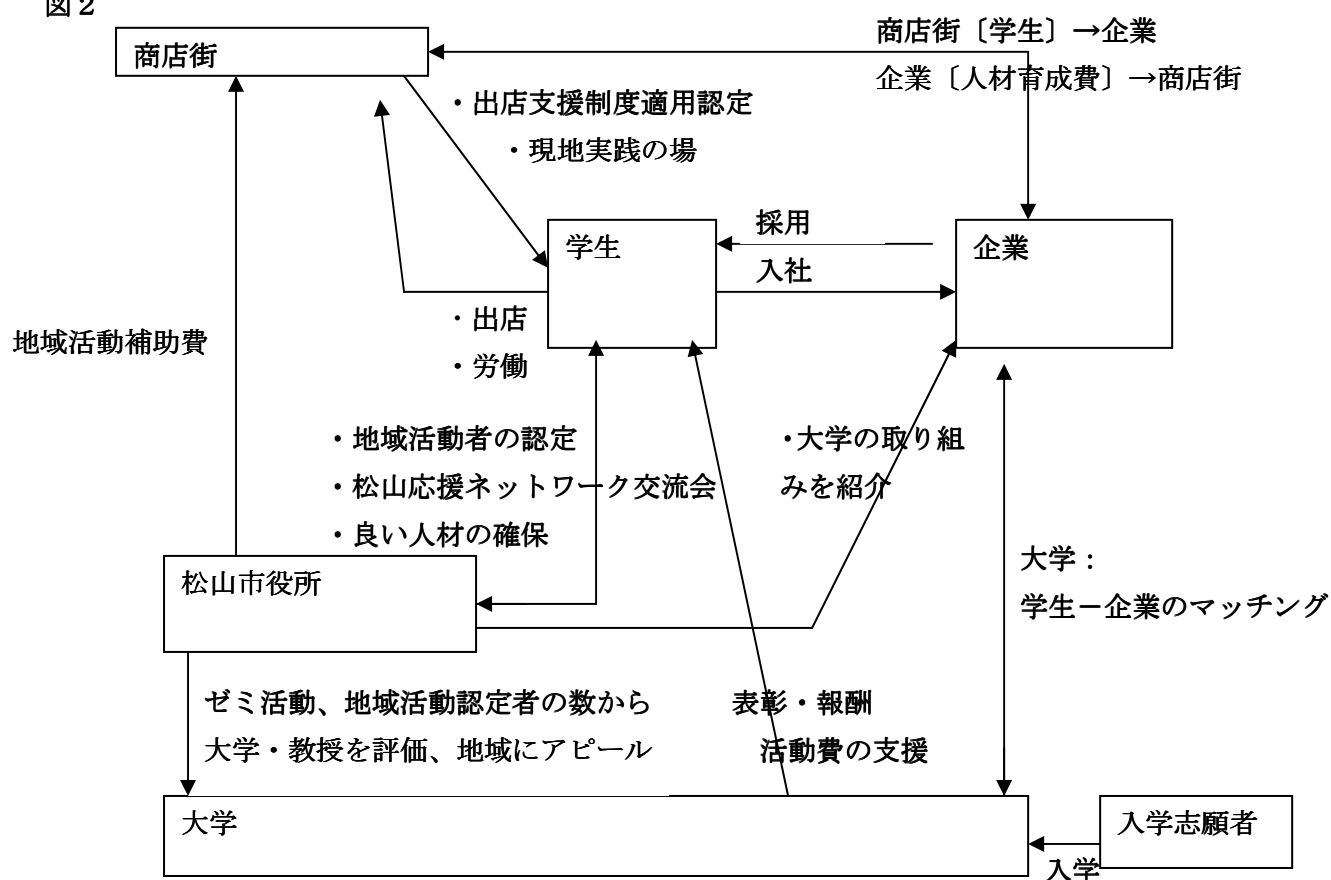 図２
商店街
商店街〔学生〕→企業
企業〔人材育成費〕→商店街
・出店支援制度適用認定
・現地実践の場
学生
採用
入社
企業
・出店
・労働
地域活動補助費
・地域活動者の認定
・松山応援ネットワーク交流会
・良い人材の確保
・大学の取り組
みを紹介
松山市役所
大学：
学生－企業のマッチング
ゼミ活動、地域活動認定者の数から
大学・教授を評価、地域にアピール
表彰・報酬
活動費の支援
大学
入学志願者
入学